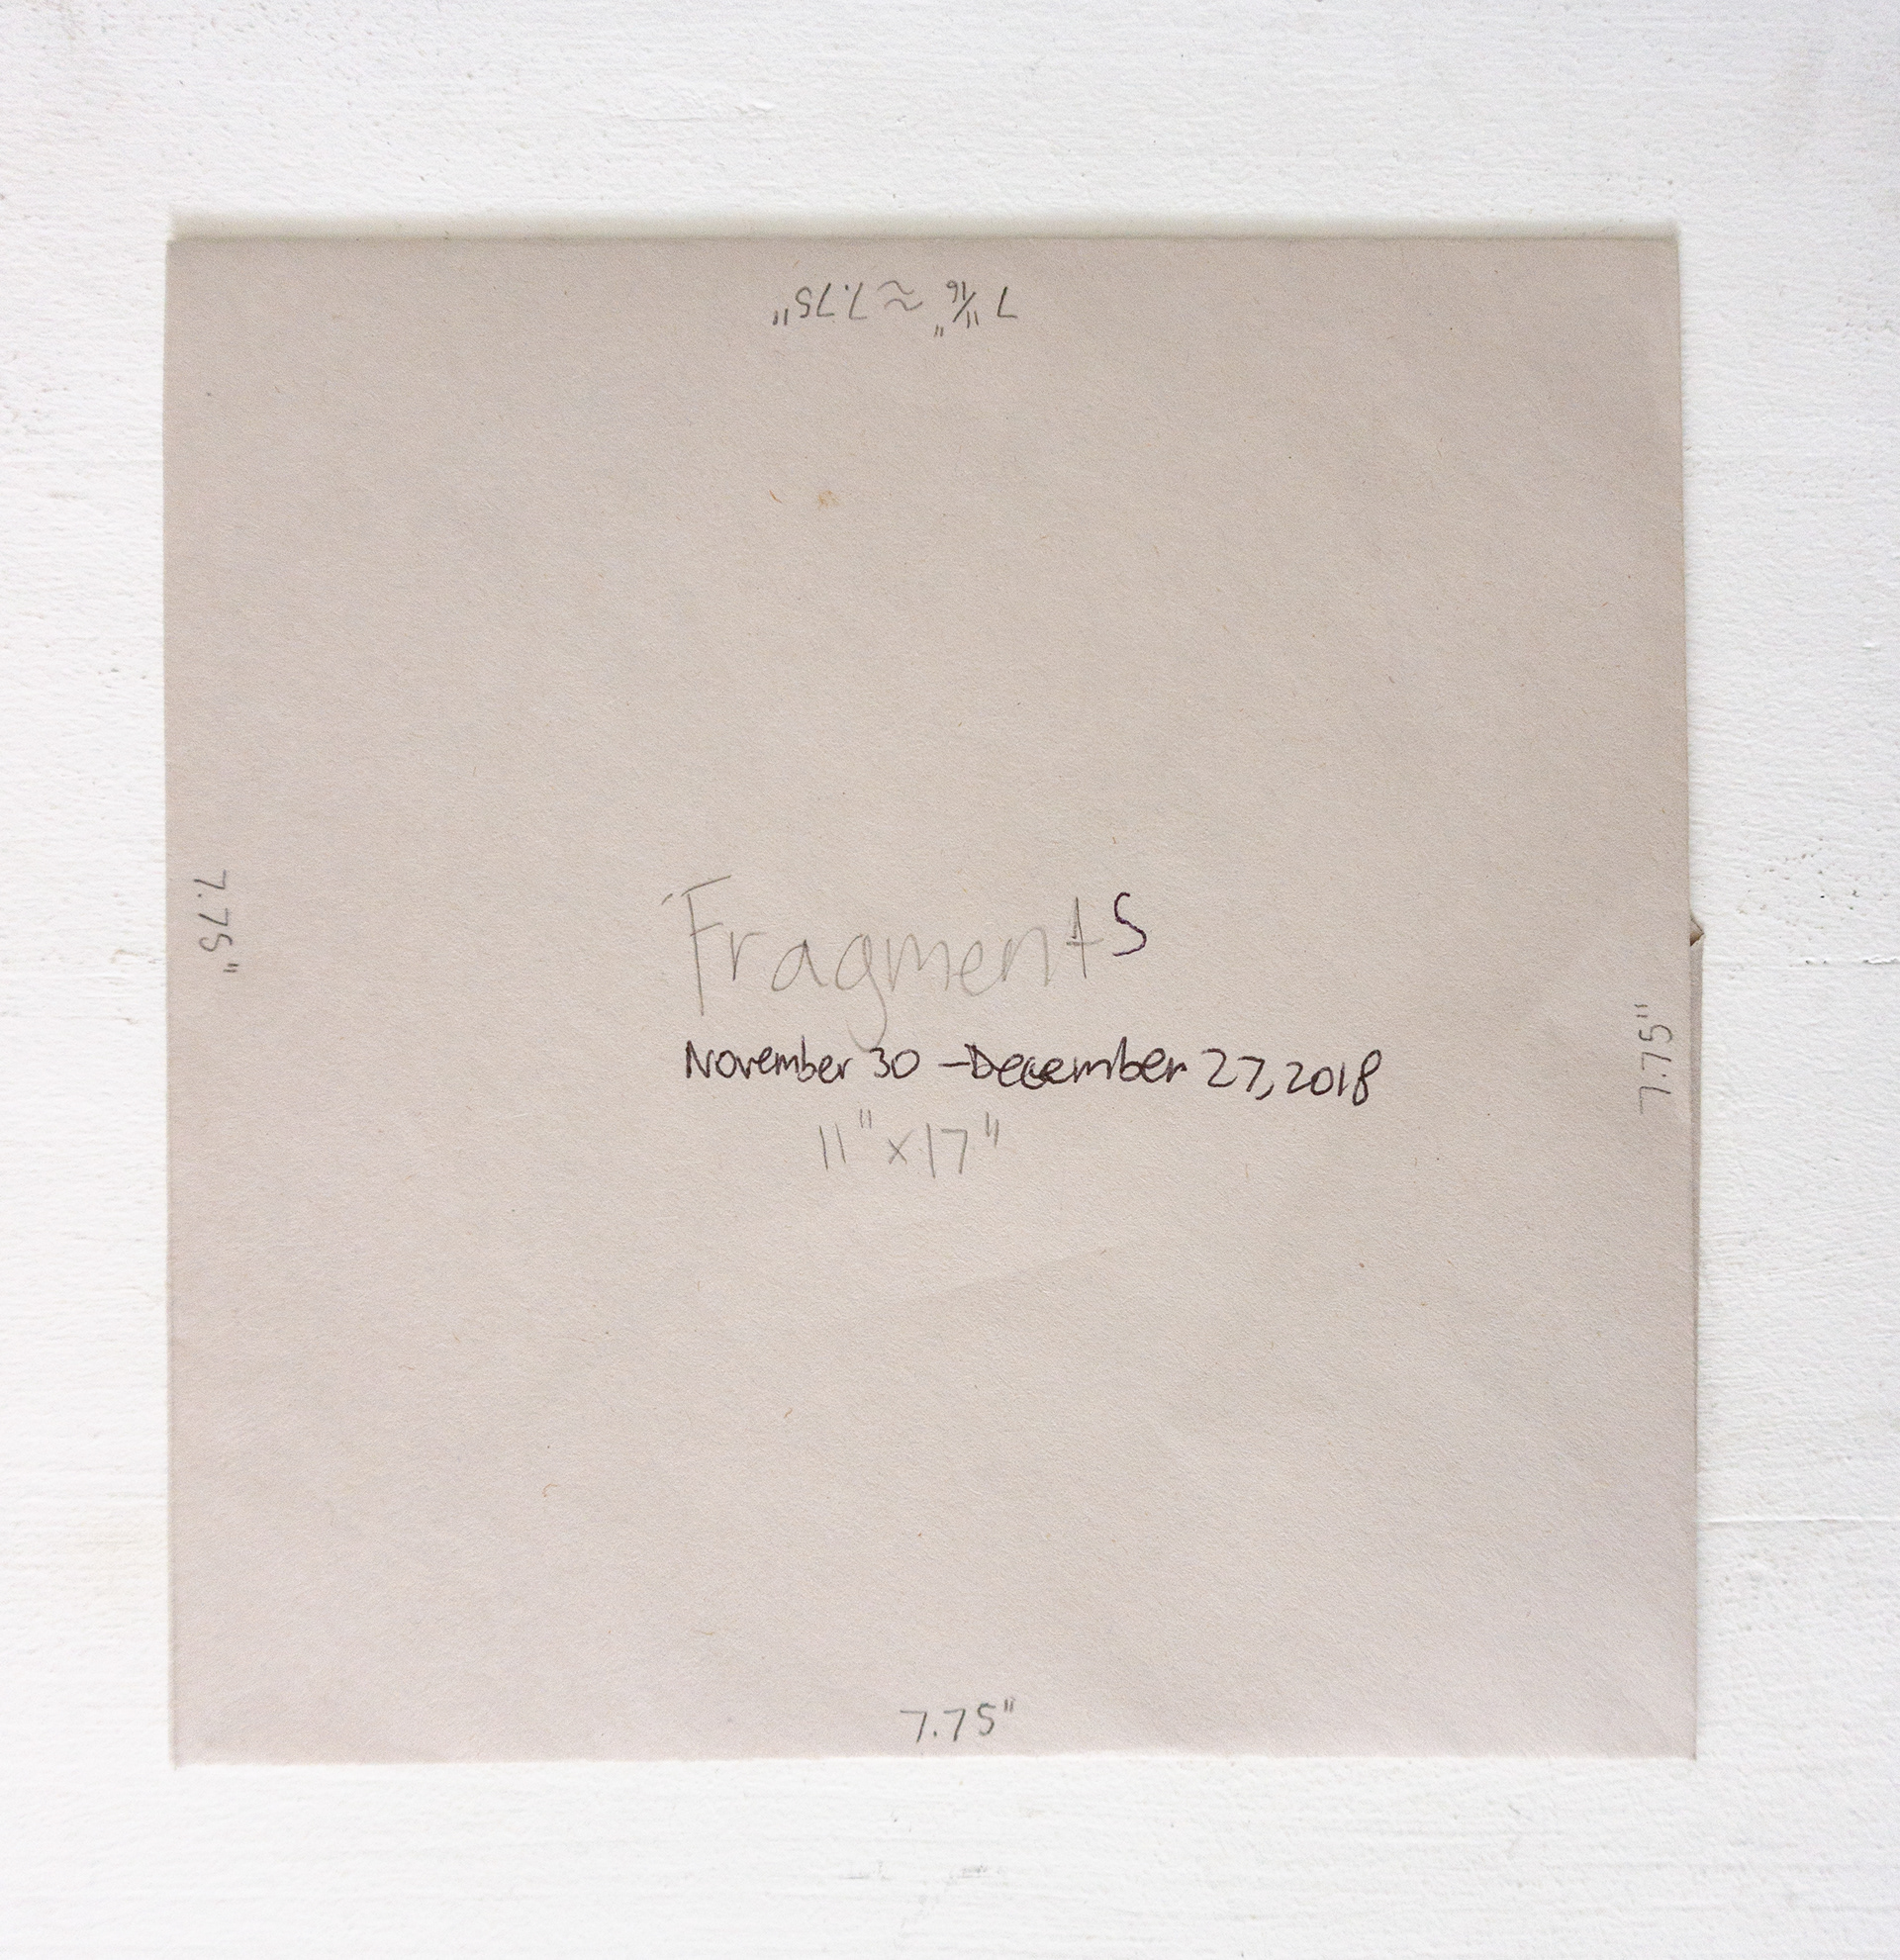 7 11/16" ≈ 7.75"
7.75"
Fragments
November 30 - December 27, 2018
11" x 17"
7.75"
7.75"